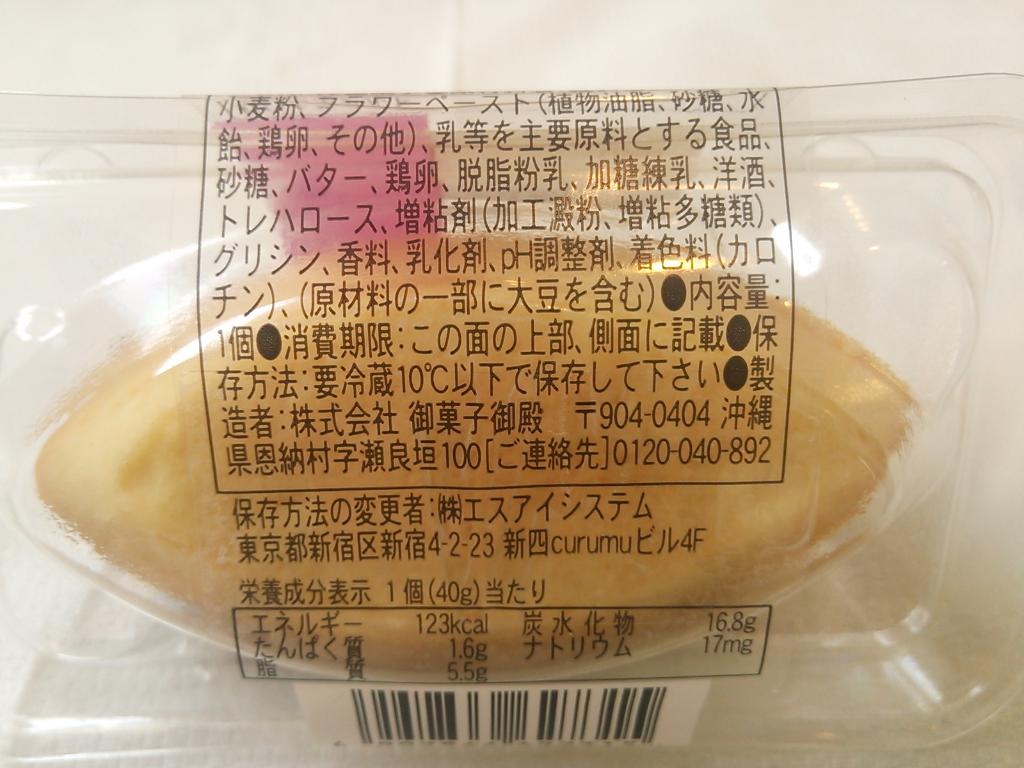 小麦粉、フラワーペースト(植物油脂、砂糖、水
飴、鶏卵、その他)、乳等を主要原料とする食品、
砂糖、バター、鶏卵、脱脂粉乳、加糖練乳、洋酒、
トレハロース、増粘剤(加工澱粉、増粘多糖類)、
グリシン、香料、乳化剤、pH調整剤、着色料(カロ
チン)、(原材料の一部に大豆を含む)●内容量:
1個●消費期限:この面の上部、側面に記載●保
存方法:要冷蔵10℃以下で保存して下さい●製
造者:株式会社 御菓子御殿 〒904-0404 沖縄
県恩納村字瀬良垣100[ご連絡先]0120-040-892
保存方法の変更者:㈱エスアイシステム
東京都新宿区新宿4-2-23 新四curumuビル4F
栄養成分表示 1個(40g)当たり
エネルギー 123kcal 炭水化物 16.8g
たんぱく質 1.6g ナトリウム 17mg
脂質 5.5g